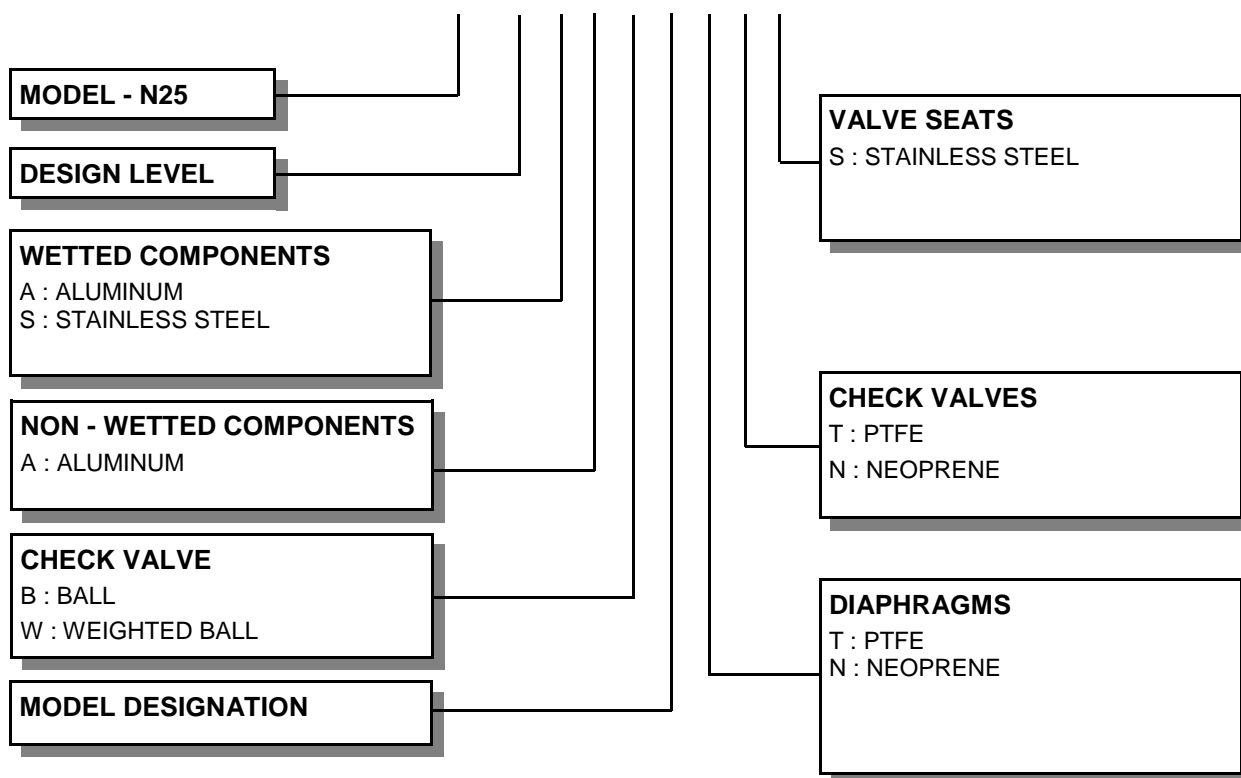 MODEL - N25
DESIGN LEVEL
WETTED COMPONENTS
A : ALUMINUM
S : STAINLESS STEEL
NON - WETTED COMPONENTS
A : ALUMINUM
CHECK VALVE
B : BALL
W : WEIGHTED BALL
MODEL DESIGNATION
VALVE SEATS
S : STAINLESS STEEL
CHECK VALVES
T : PTFE
N : NEOPRENE
DIAPHRAGMS
T : PTFE
N : NEOPRENE